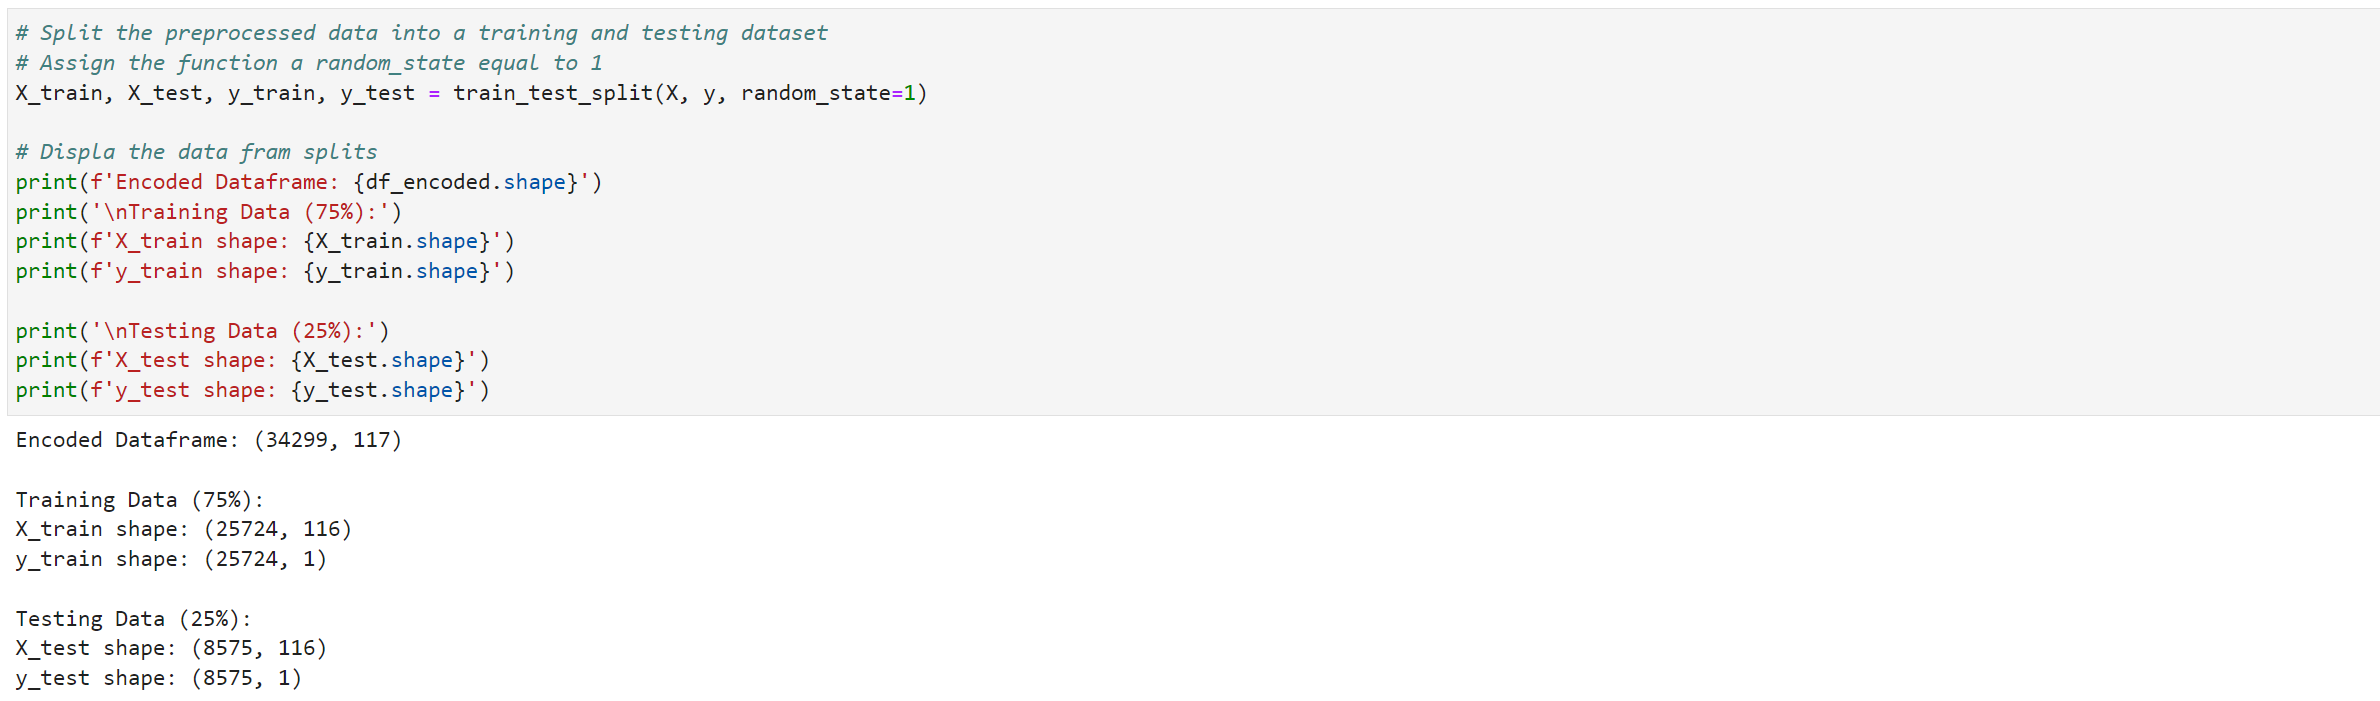 # Split the preprocessed data into a training and testing dataset
# Assign the function a random_state equal to 1
X_train, X_test, y_train, y_test = train_test_split(X, y, random_state=1)
# Displa the data fram splits
print(f'Encoded Dataframe: {df_encoded.shape}')
print('\nTraining Data (75%):')
print(f'X_train shape: {X_train.shape}')
print(f'y_train shape: {y_train.shape}')
print('\nTesting Data (25%):')
print(f'X_test shape: {X_test.shape}')
print(f'y_test shape: {y_test.shape}')
Encoded Dataframe: (34299, 117)
Training Data (75%):
X_train shape: (25724, 116)
y_train shape: (25724, 1)
Testing Data (25%):
X_test shape: (8575, 116)
y_test shape: (8575, 1)